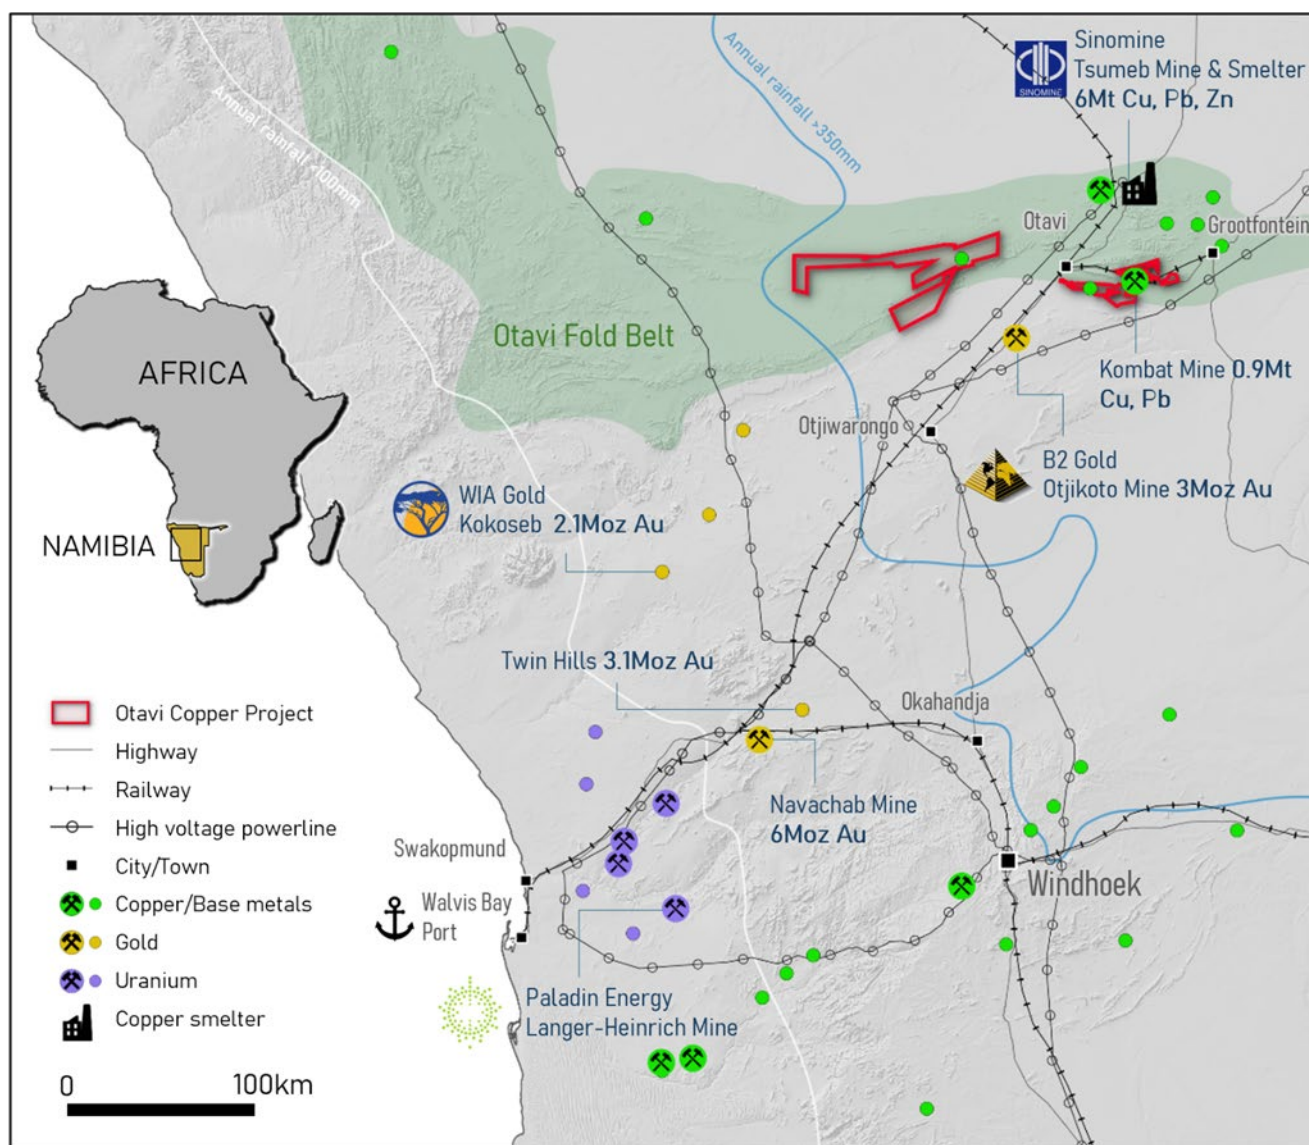 Annual rainfall <100mm
Annual rainfall >350mm
SINOMINE
Sinomine
Tsumeb Mine & Smelter
6Mt Cu, Pb, Zn
Otavi
Grootfontein
Otavi Fold Belt
Kombat Mine 0.9Mt
Cu, Pb
AFRICA
NAMIBIA
Otjiwarongo
B2 Gold
Otjikoto Mine 3Moz Au
WIA Gold
Kokoseb 2.1Moz Au
Twin Hills 3.1Moz Au
Okahandja
Navachab Mine
6Moz Au
Swakopmund
Walvis Bay
Port
Windhoek
Paladin Energy
Langer-Heinrich Mine
Otavi Copper Project
Highway
Railway
High voltage powerline
City/Town
Copper/Base metals
Gold
Uranium
Copper smelter
0 100km